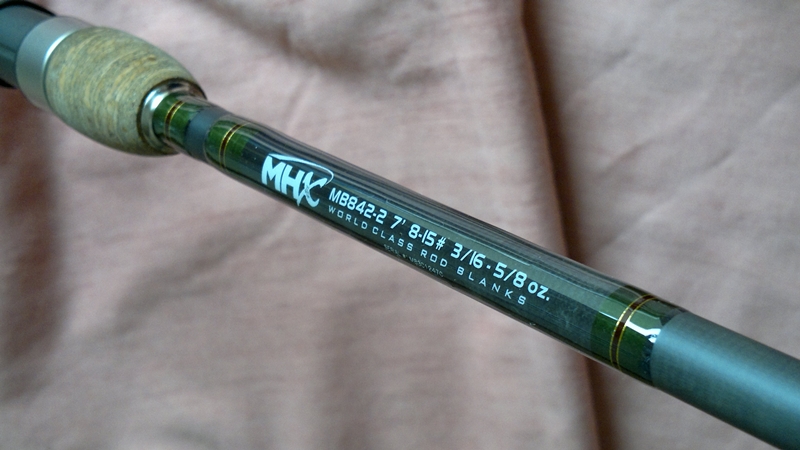 MHX MB842-2 7' 8-15# 3/16 - 5/8 oz.
WORLD CLASS ROD BLANKS